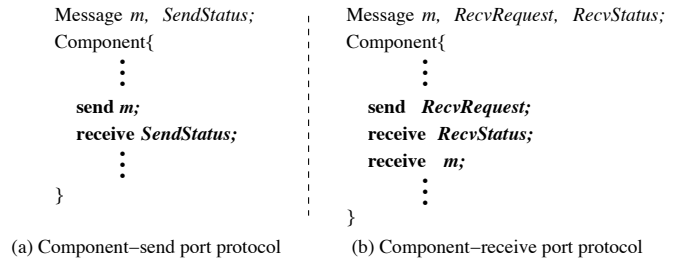 Message m, SendStatus;
Component{
send m;
receive SendStatus;
}
(a) Component–send port protocol
Message m, RecvRequest, RecvStatus;
Component{
send RecvRequest;
receive RecvStatus;
receive m;
}
(b) Component–receive port protocol